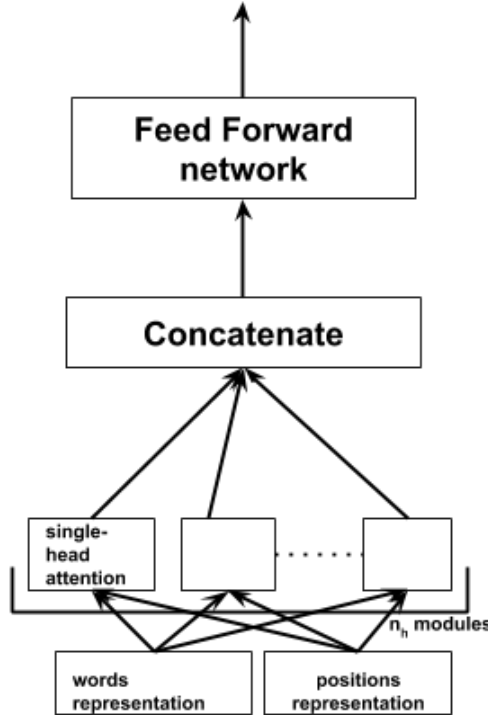 Feed Forward
network
Concatenate
single-
head
attention
n_h modules
words
representation
positions
representation